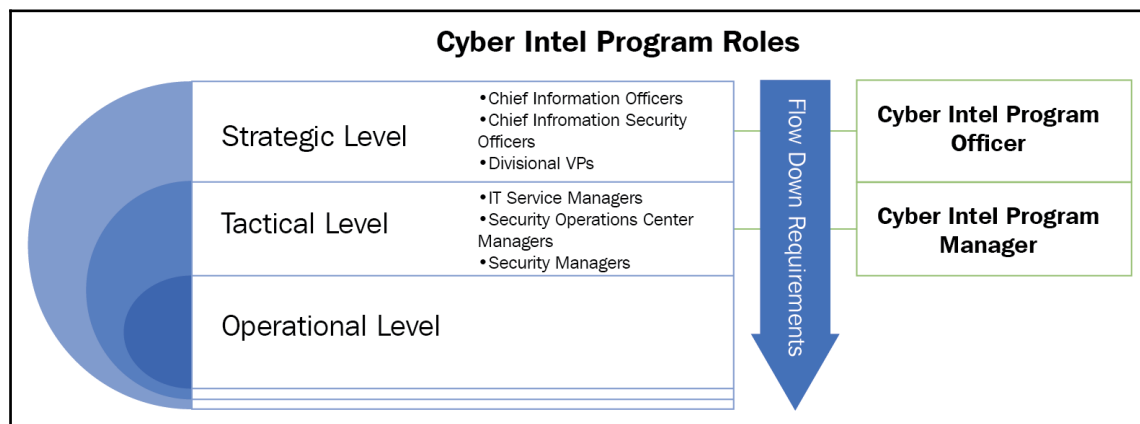 Cyber Intel Program Roles
Strategic Level
•Chief Information Officers
•Chief Infromation Security
Officers
•Divisional VPs
Tactical Level
•IT Service Managers
•Security Operations Center
Managers
•Security Managers
Operational Level
Flow Down Requirements
Cyber Intel Program
Officer
Cyber Intel Program
Manager